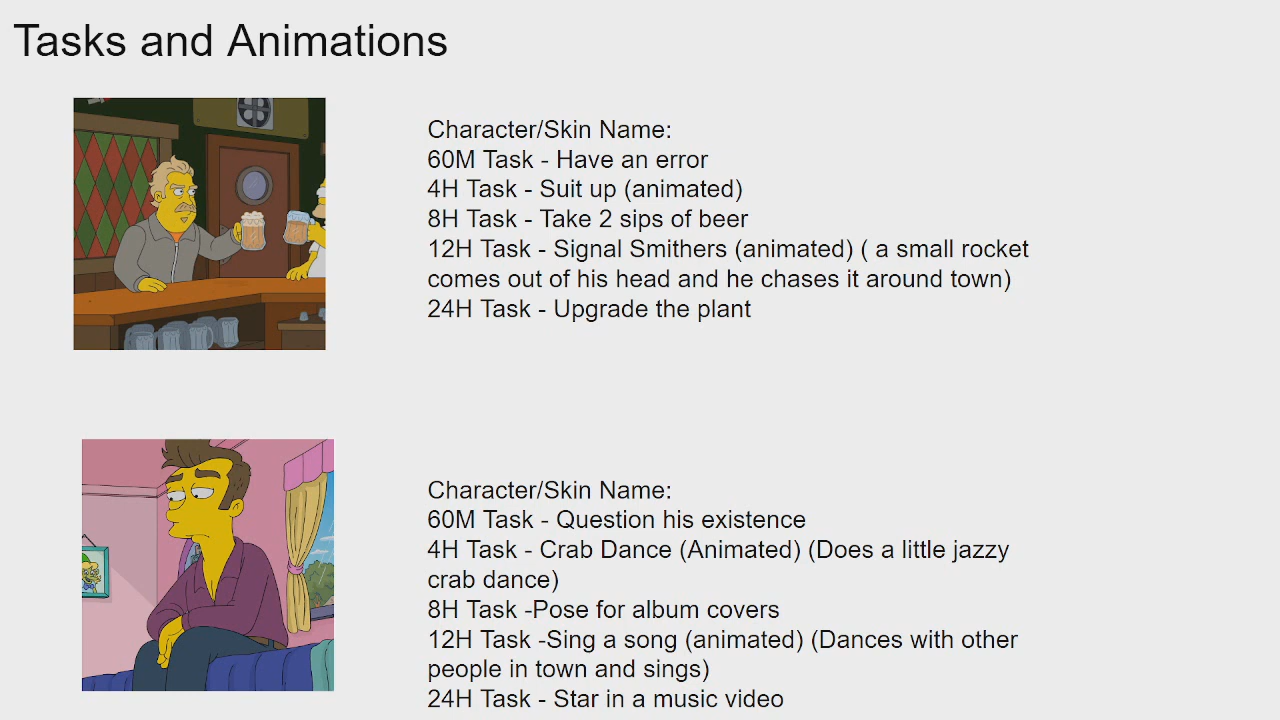 Tasks and Animations
Character/Skin Name:
60M Task - Have an error
4H Task - Suit up (animated)
8H Task - Take 2 sips of beer
12H Task - Signal Smithers (animated) ( a small rocket
comes out of his head and he chases it around town)
24H Task - Upgrade the plant
Character/Skin Name:
60M Task - Question his existence
4H Task - Crab Dance (Animated) (Does a little jazzy
crab dance)
8H Task -Pose for album covers
12H Task -Sing a song (animated) (Dances with other
people in town and sings)
24H Task - Star in a music video